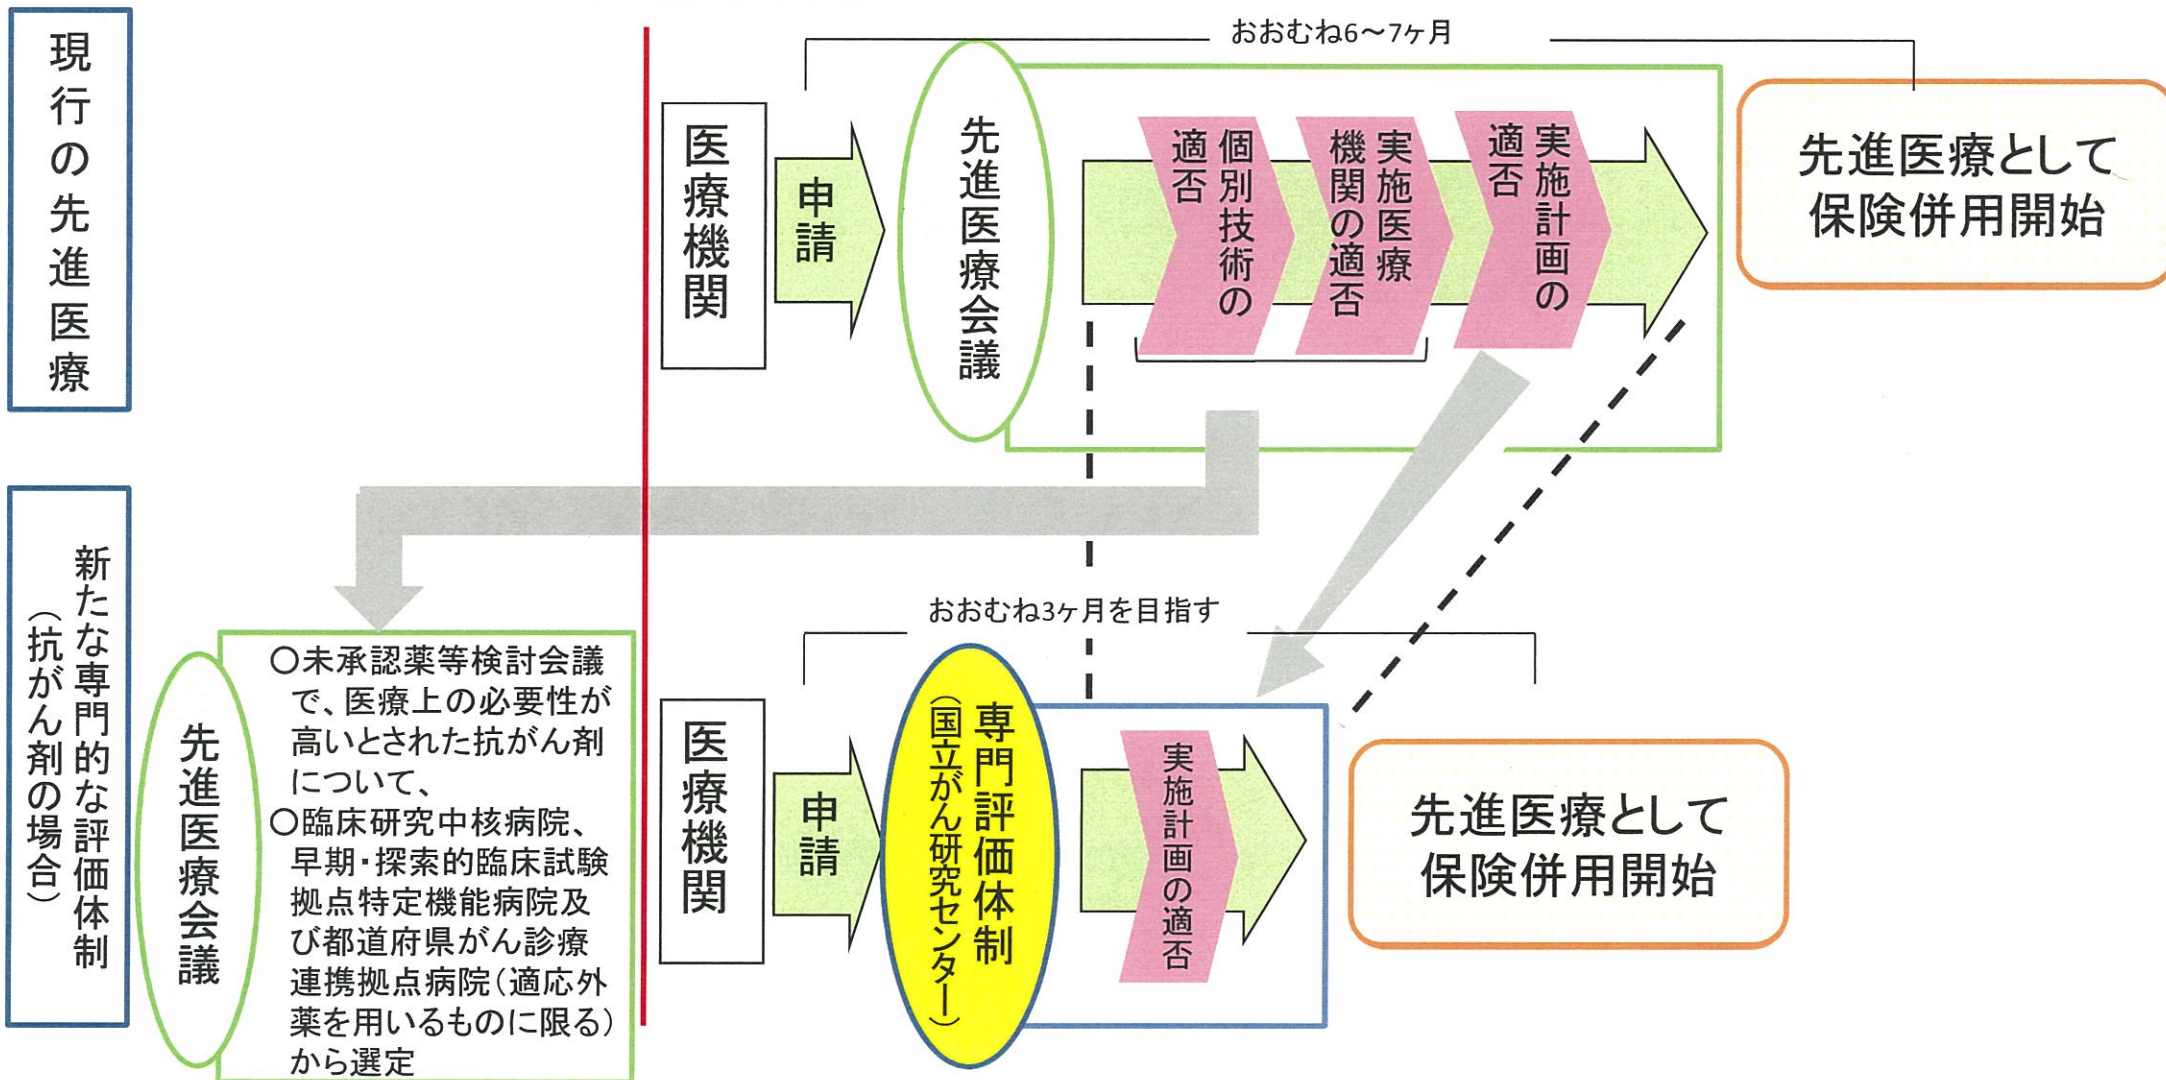 現行の先進医療
おおむね6～7ヶ月
医療機関
申請
先進医療会議
個別技術の
適否
実施医療
機関の適否
実施計画の
適否
先進医療として
保険併用開始
新たな専門的な評価体制
（抗がん剤の場合）
先進医療会議
○未承認薬等検討会議
で、医療上の必要性が
高いとされた抗がん剤
について、
○臨床研究中核病院、
早期・探索的臨床試験
拠点特定機能病院及
び都道府県がん診療
連携拠点病院（適応外
薬を用いるものに限る）
から選定
おおむね3ヶ月を目指す
医療機関
申請
専門評価体制
（国立がん研究センター）
実施計画の適否
先進医療として
保険併用開始